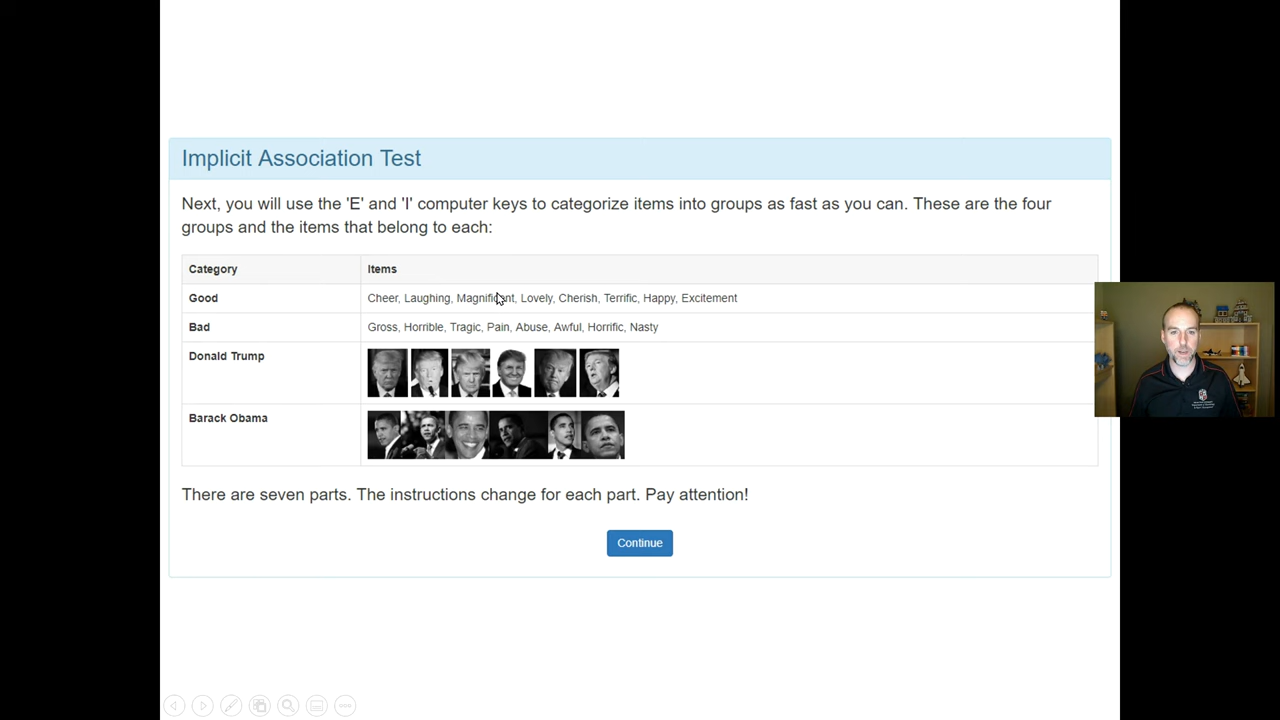 Implicit Association Test
Next, you will use the 'E' and 'I' computer keys to categorize items into groups as fast as you can. These are the four
groups and the items that belong to each:
Category Items
Good Cheer, Laughing, Magnificent, Lovely, Cherish, Terrific, Happy, Excitement
Bad Gross, Horrible, Tragic, Pain, Abuse, Awful, Horrific, Nasty
Donald Trump
Barack Obama
There are seven parts. The instructions change for each part. Pay attention!
Continue